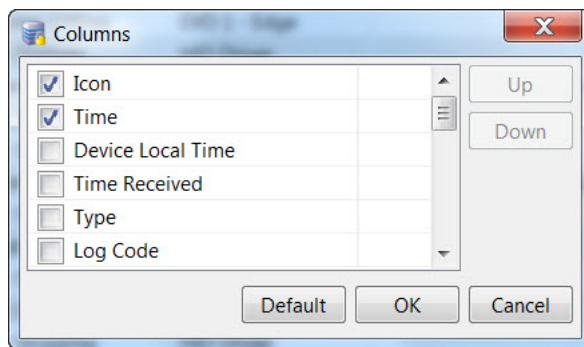 Columns
Icon
Time
Device Local Time
Time Received
Type
Log Code
Up
Down
Default
OK
Cancel